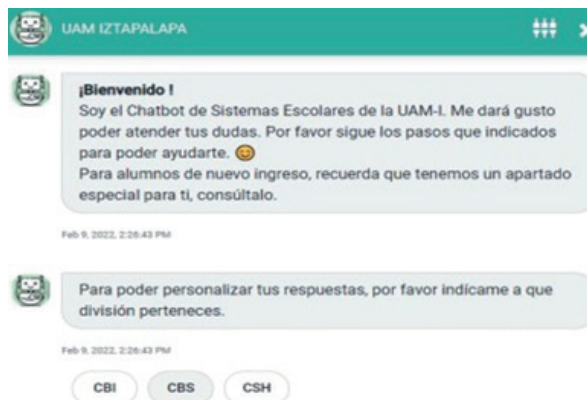 UAM IZTAPALAPA
¡Bienvenido !
Soy el Chatbot de Sistemas Escolares de la UAM-I. Me dará gusto
poder atender tus dudas. Por favor sigue los pasos que indicados
para poder ayudarte. 😊
Para alumnos de nuevo ingreso, recuerda que tenemos un apartado
especial para ti, consúltalo.
Feb 9, 2022, 2:26:43 PM
Para poder personalizar tus respuestas, por favor indícame a que
división perteneces.
Feb 9, 2022, 2:26:43 PM
CBI CBS CSH